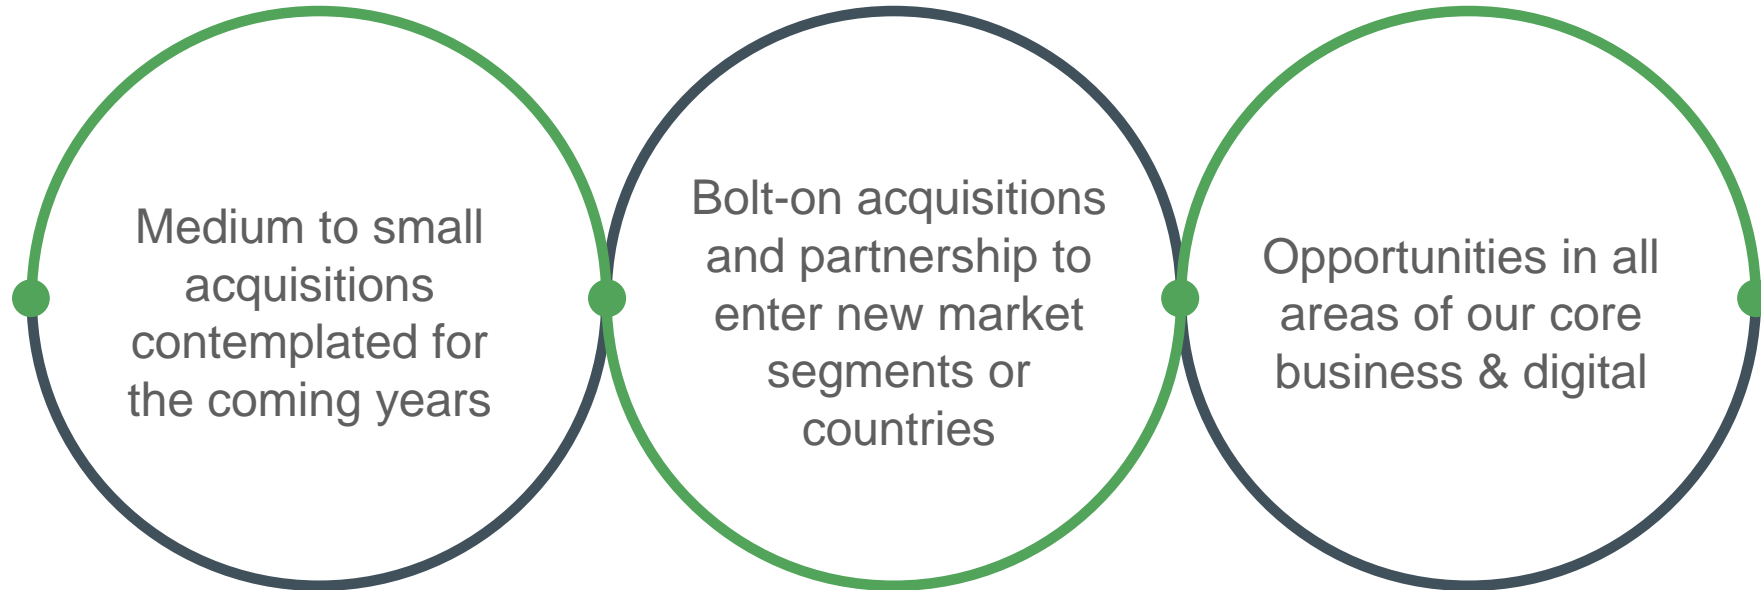 Medium to small
acquisitions
contemplated for
the coming years
Bolt-on acquisitions
and partnership to
enter new market
segments or
countries
Opportunities in all
areas of our core
business & digital